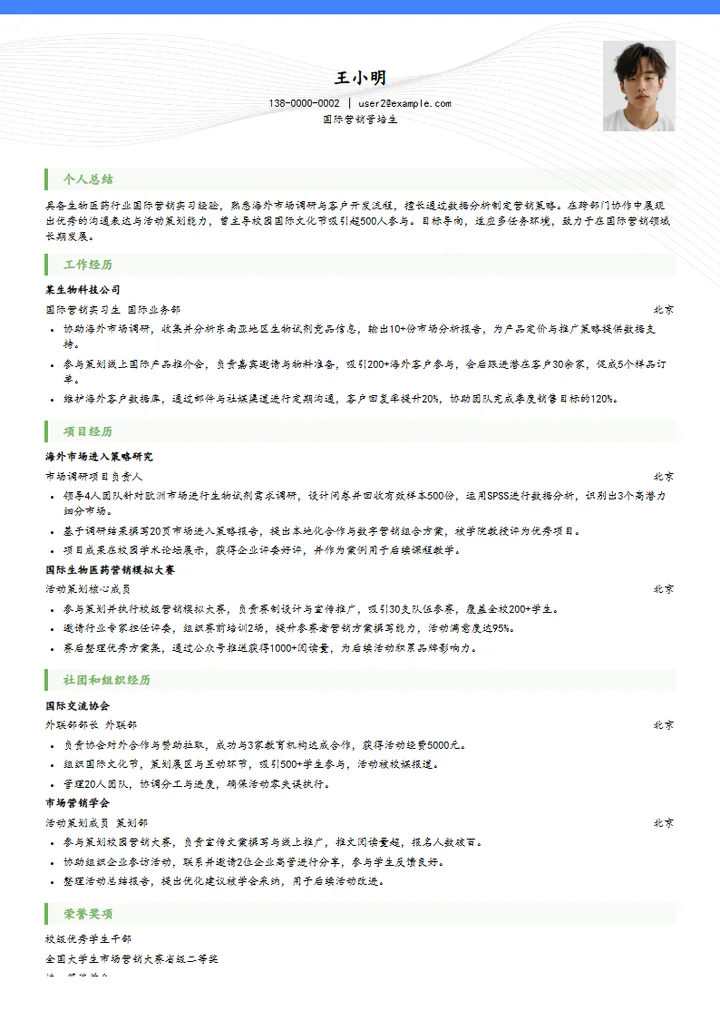 王小明
138-0000-0002 | user2@example.com
国际营销管培生
个人总结
具备生物医药行业国际营销实习经验，熟悉海外市场调研与客户开发流程，擅长通过数据分析制定营销策略。在跨部门协作中展现
出优秀的沟通表达与活动策划能力，曾主导校园国际文化节吸引超500人参与。目标导向，适应多任务环境，致力于在国际营销领域
长期发展。
工作经历
某生物科技公司
国际营销实习生 国际业务部 北京
• 协助海外市场调研，收集并分析东南亚地区生物试剂竞品信息，输出10+份市场分析报告，为产品定价与推广策略提供数据支
持。
• 参与策划线上国际产品推介会，负责嘉宾邀请与物料准备，吸引200+海外客户参与，会后跟进潜在客户30余家，促成5个样品订
单。
• 维护海外客户数据库，通过邮件与社媒渠道进行定期沟通，客户回复率提升20%，协助团队完成季度销售目标的120%。
项目经历
海外市场进入策略研究
市场调研项目负责人 北京
• 领导4人团队针对欧洲市场进行生物试剂需求调研，设计问卷并回收有效样本500份，运用SPSS进行数据分析，识别出3个高潜力
细分市场。
• 基于调研结果撰写20页市场进入策略报告，提出本地化合作与数字营销组合方案，被学院教授评为优秀项目。
• 项目成果在校园学术论坛展示，获得企业评委好评，并作为案例用于后续课程教学。
国际生物医药营销模拟大赛
活动策划核心成员 北京
• 参与策划并执行校级营销模拟大赛，负责赛制设计与宣传推广，吸引30支队伍参赛，覆盖全校200+学生。
• 邀请行业专家担任评委，组织赛前培训2场，提升参赛者营销方案撰写能力，活动满意度达95%。
• 赛后整理优秀方案集，通过公众号推送获得1000+阅读量，为后续活动积累品牌影响力。
社团和组织经历
国际交流协会
外联部部长 外联部 北京
• 负责协会对外合作与赞助拉取，成功与3家教育机构达成合作，获得活动经费5000元。
• 组织国际文化节，策划展区与互动环节，吸引500+学生参与，活动被校媒报道。
• 管理20人团队，协调分工与进度，确保活动零失误执行。
市场营销学会
活动策划成员 策划部 北京
• 参与策划校园营销大赛，负责宣传文案撰写与线上推广，推文阅读量超，报名人数破百。
• 协助组织企业参访活动，联系并邀请2位企业高管进行分享，参与学生反馈良好。
• 整理活动总结报告，提出优化建议被学会采纳，用于后续活动改进。
荣誉奖项
校级优秀学生干部
全国大学生市场营销大赛省级二等奖